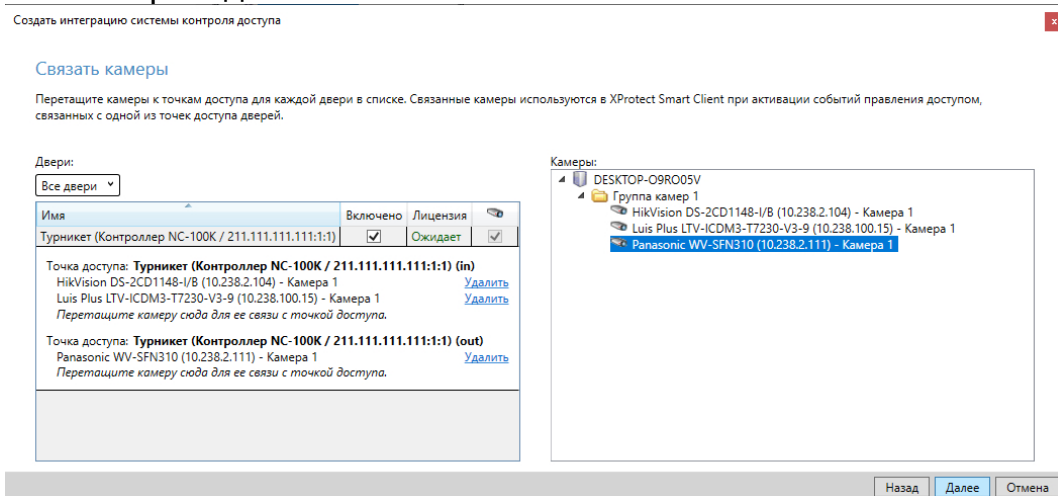 Создать интеграцию системы контроля доступа
x
Связать камеры
Перетащите камеры к точкам доступа для каждой двери в списке. Связанные камеры используются в XProtect Smart Client при активации событий правления доступом,
связанных с одной из точек доступа дверей.
Двери:
Все двери
Имя Включено Лицензия
Турникет (Контроллер NC-100K / 211.111.111.111:1:1) Ожидает
Точка доступа: Турникет (Контроллер NC-100K / 211.111.111.111:1:1) (in)
HikVision DS-2CD1148-I/B (10.238.2.104) - Камера 1 Удалить
Luis Plus LTV-ICDM3-T7230-V3-9 (10.238.100.15) - Камера 1 Удалить
Перетащите камеру сюда для ее связи с точкой доступа.
Точка доступа: Турникет (Контроллер NC-100K / 211.111.111.111:1:1) (out)
Panasonic WV-SFN310 (10.238.2.111) - Камера 1 Удалить
Перетащите камеру сюда для ее связи с точкой доступа.
Камеры:
DESKTOP-O9RO05V
Группа камер 1
HikVision DS-2CD1148-I/B (10.238.2.104) - Камера 1
Luis Plus LTV-ICDM3-T7230-V3-9 (10.238.100.15) - Камера 1
Panasonic WV-SFN310 (10.238.2.111) - Камера 1
Назад Далее Отмена